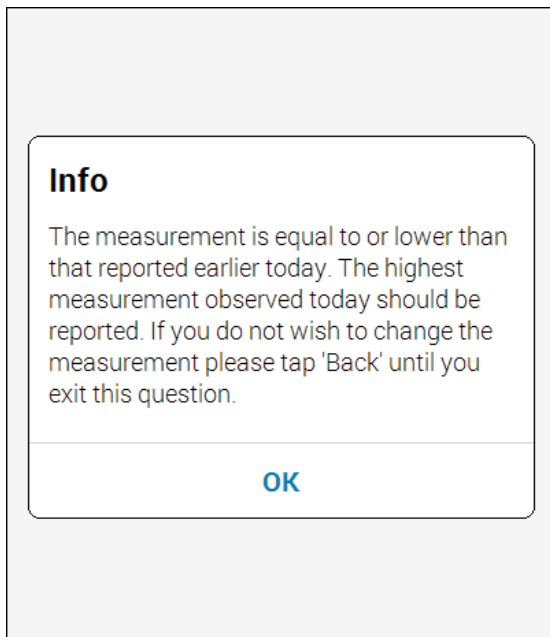 Info
The measurement is equal to or lower than
that reported earlier today. The highest
measurement observed today should be
reported. If you do not wish to change the
measurement please tap 'Back' until you
exit this question.
OK